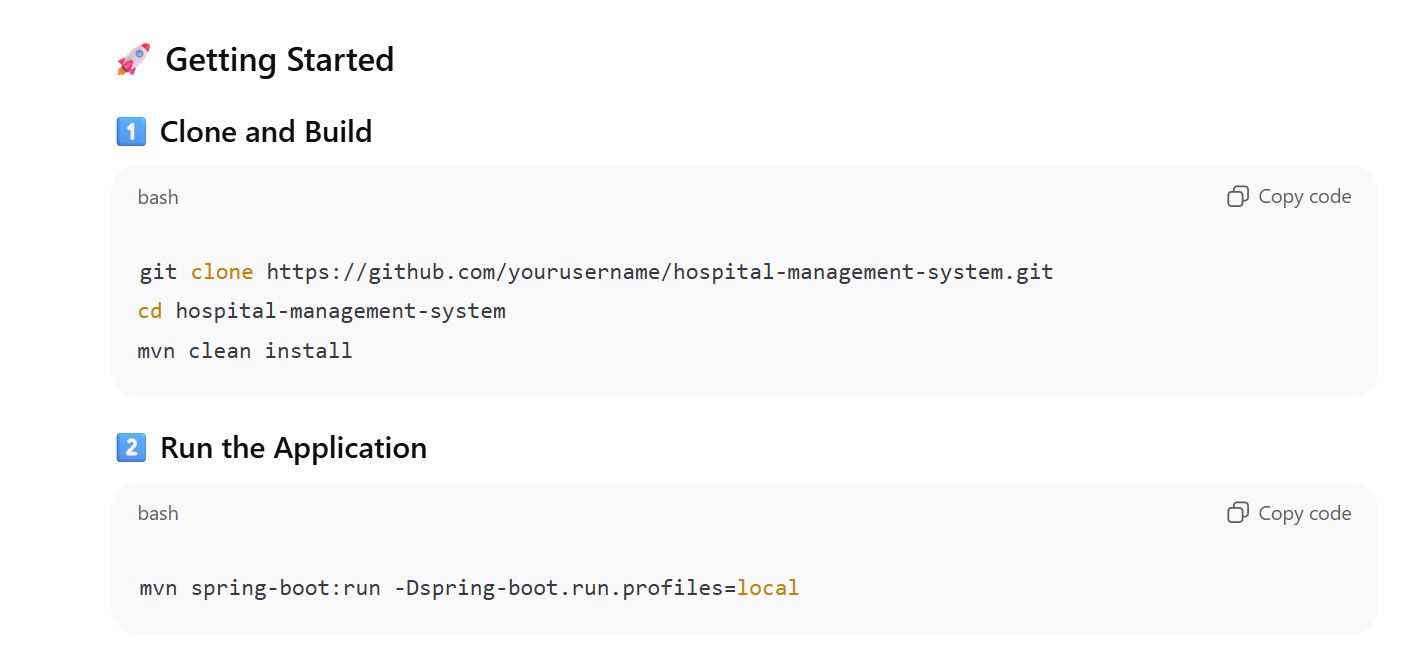 🚀 Getting Started
1️⃣ Clone and Build
bash
Copy code
git clone https://github.com/yourusername/hospital-management-system.git
cd hospital-management-system
mvn clean install
2️⃣ Run the Application
bash
Copy code
mvn spring-boot:run -Dspring-boot.run.profiles=local